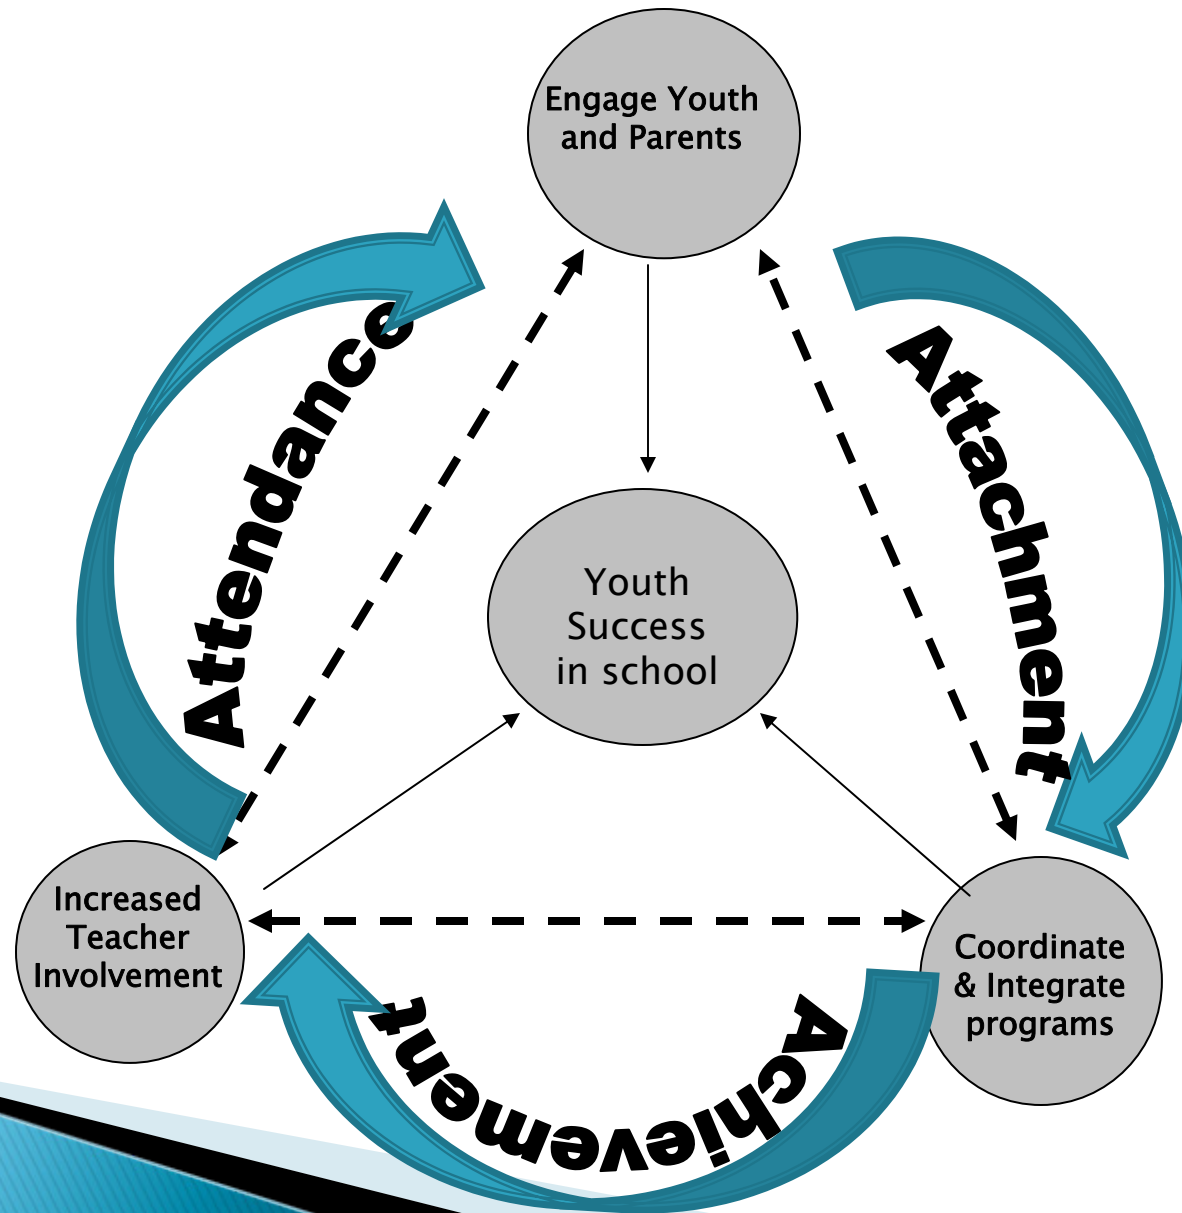 Engage Youth
and Parents
Attendance
Attachment
Youth
Success
in school
Increased
Teacher
Involvement
Coordinate
& Integrate
programs
Achievement